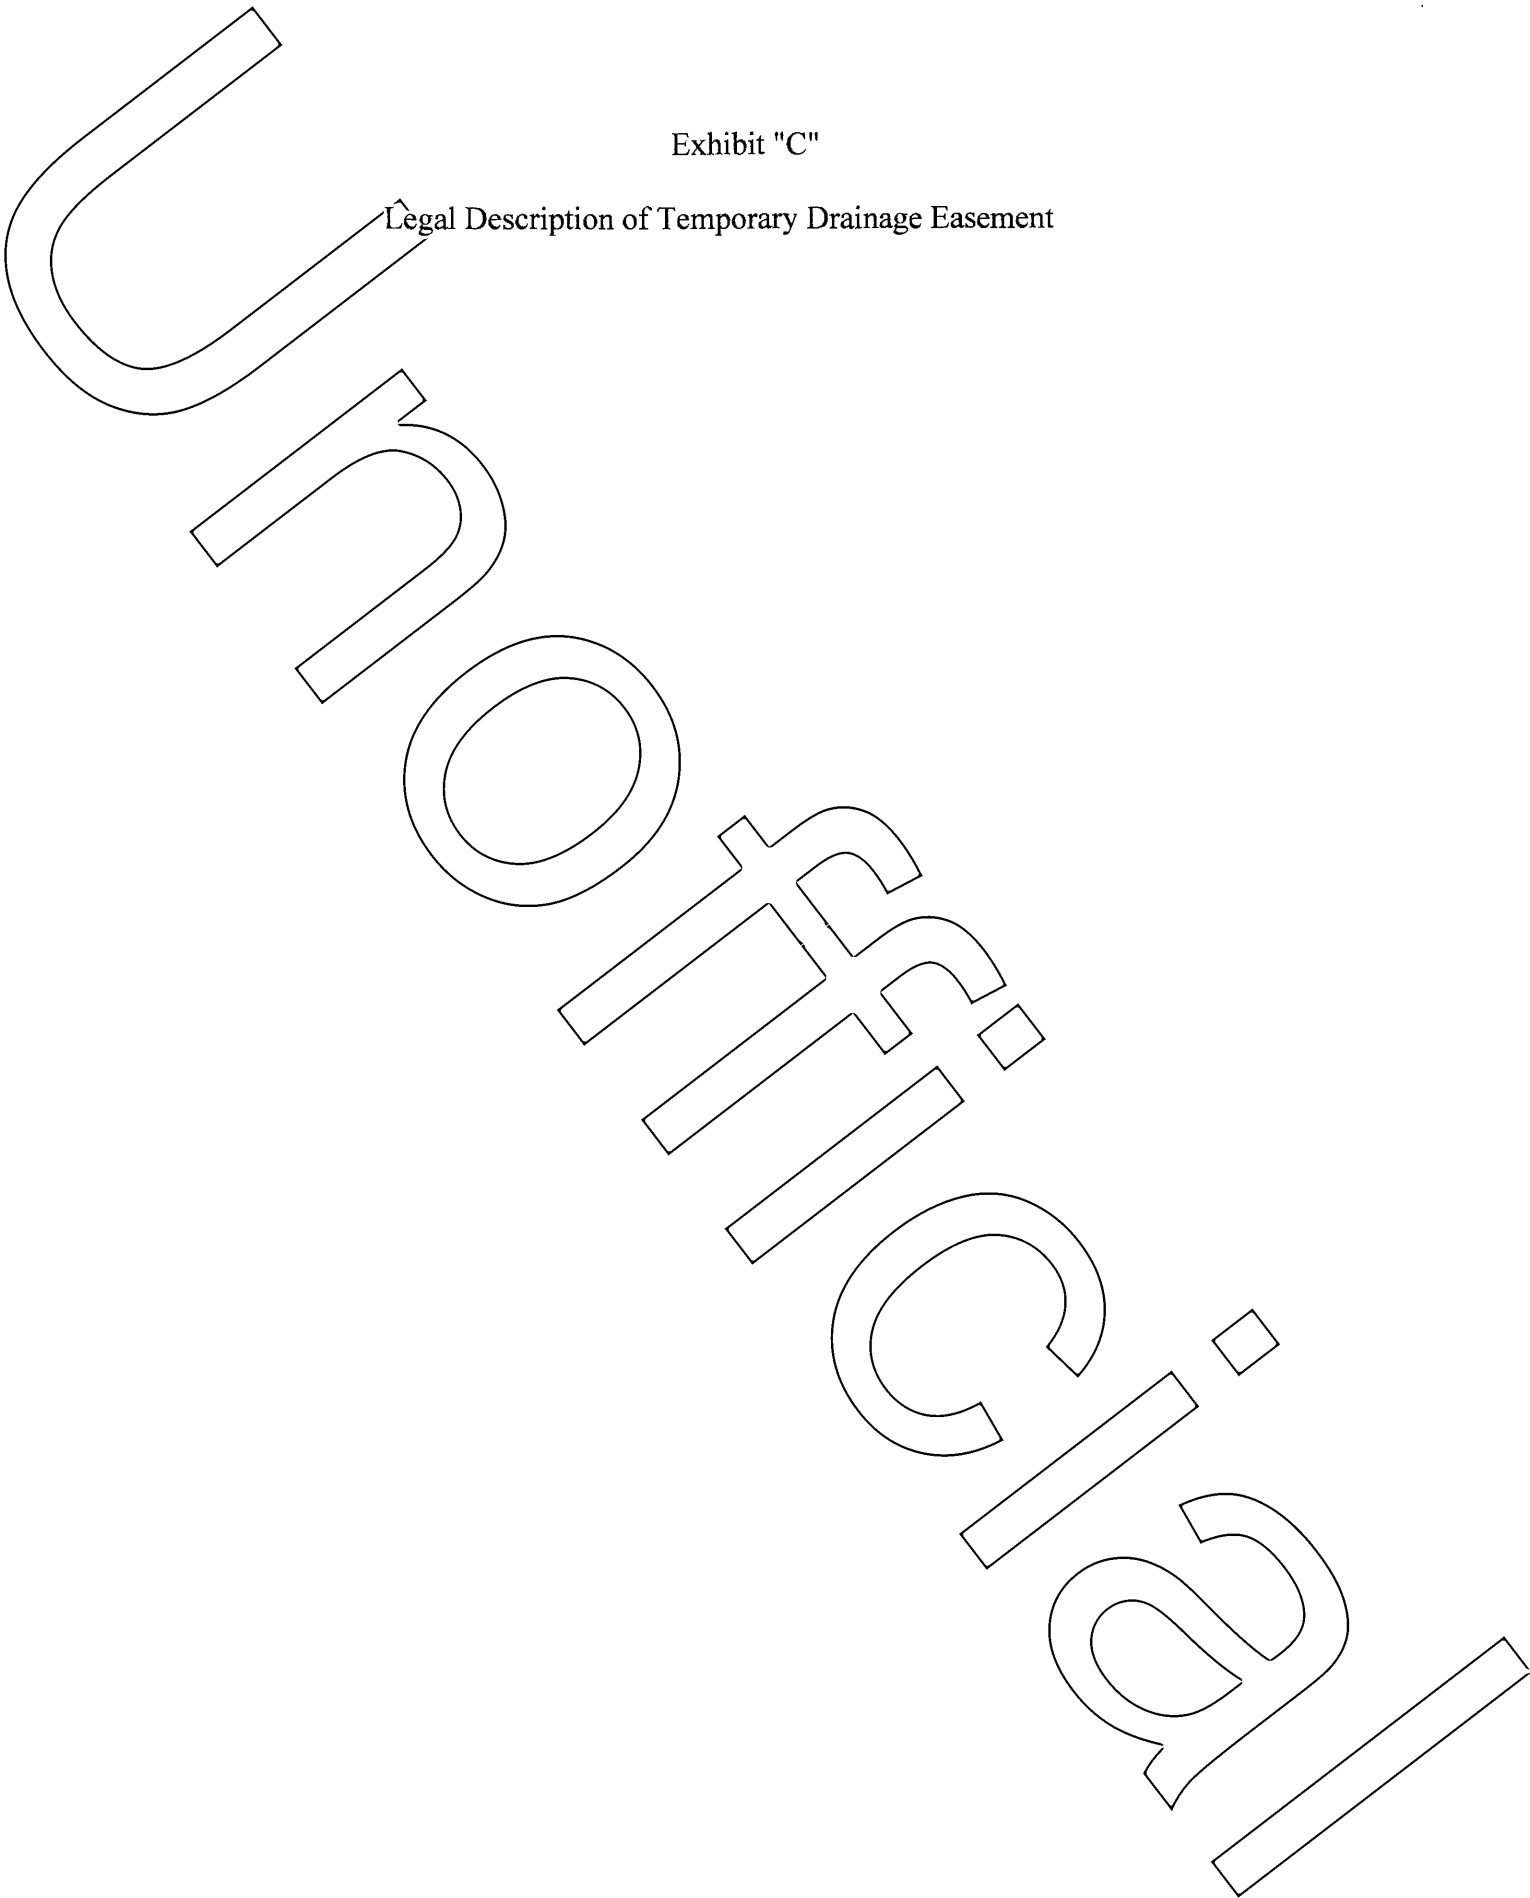 Exhibit "C"
Legal Description of Temporary Drainage Easement
Unofficial